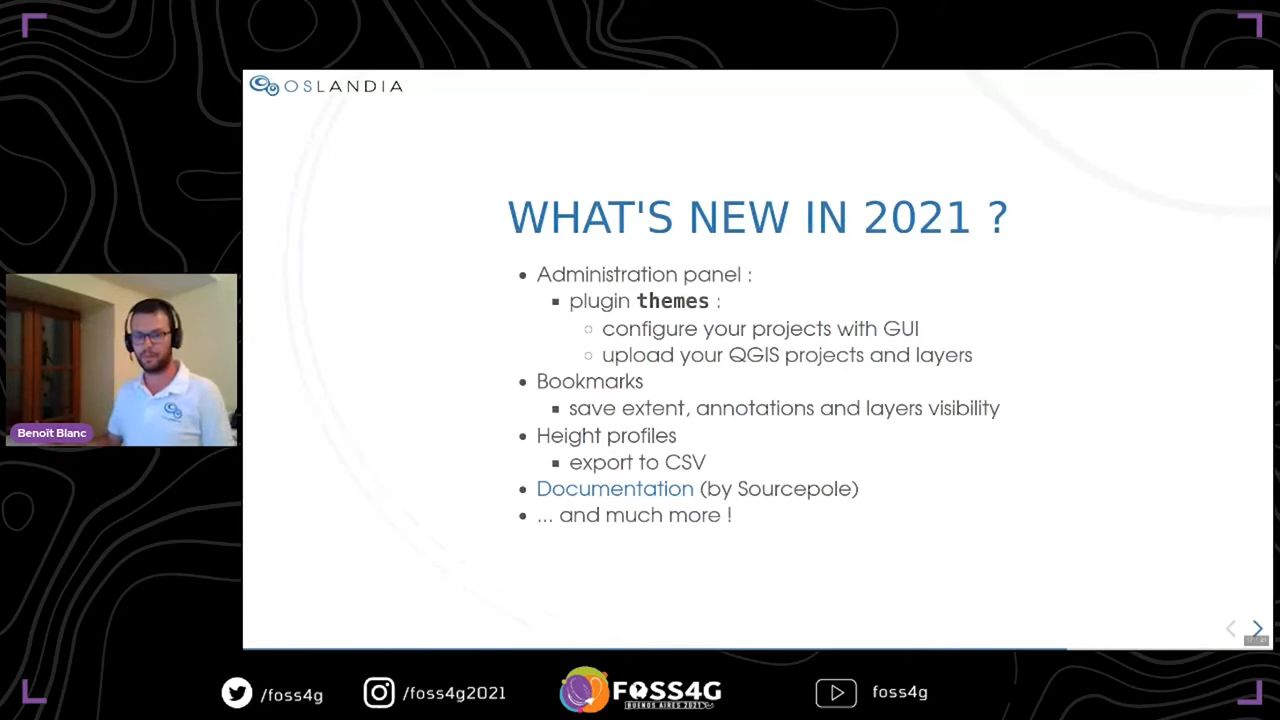 OSLANDIA
WHAT'S NEW IN 2021 ?
Administration panel :
plugin themes :
configure your projects with GUI
upload your QGIS projects and layers
Bookmarks
save extent, annotations and layers visibility
Height profiles
export to CSV
Documentation (by Sourcepole)
... and much more !
Benoît Blanc
/foss4g
/foss4g2021
FOSS4G
BUENOS AIRES 2021
foss4g